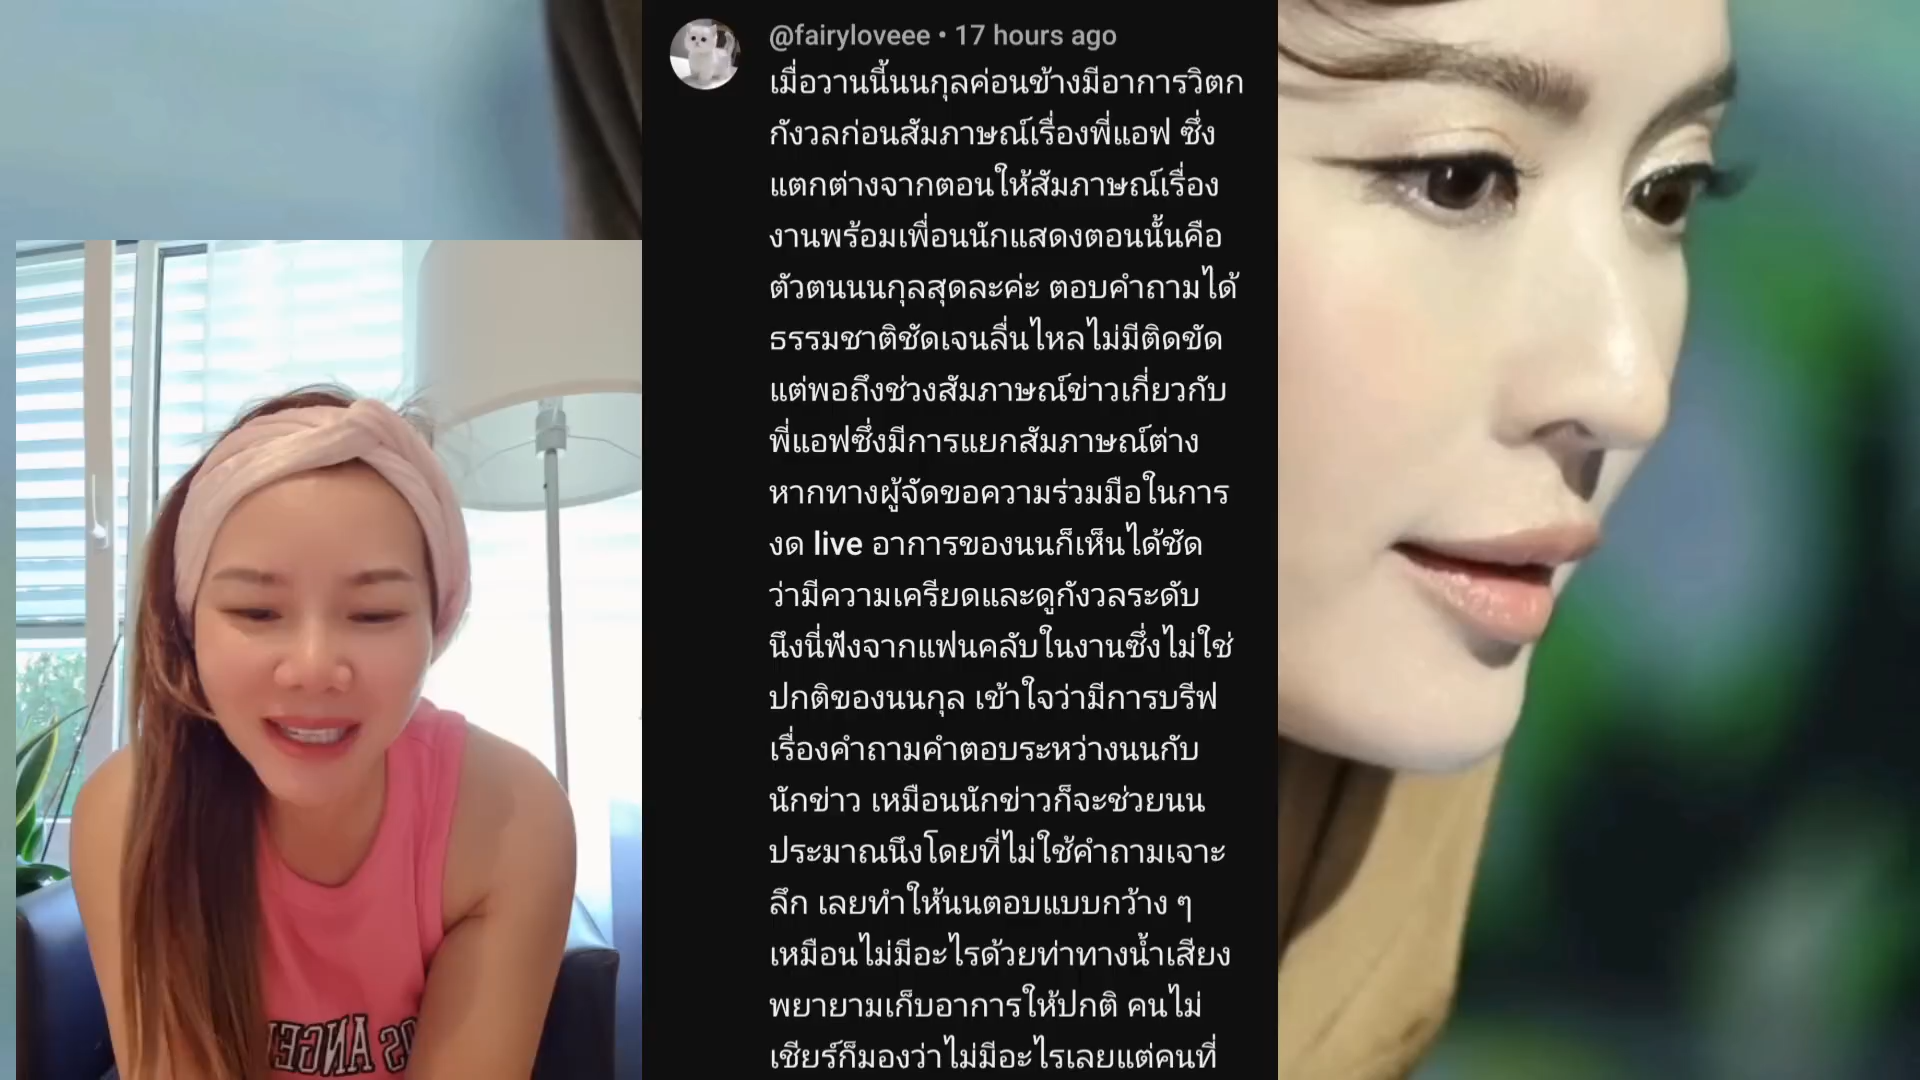 @fairyloveee • 17 hours ago
เมื่อวานนี้นนกุลค่อนข้างมีอาการวิตก
กังวลก่อนสัมภาษณ์เรื่องพี่แอฟ ซึ่ง
แตกต่างจากตอนให้สัมภาษณ์เรื่อง
งานพร้อมเพื่อนนักแสดงตอนนั้นคือ
ตัวตนนนกุลสุดละค่ะ ตอบคำถามได้
ธรรมชาติชัดเจนลื่นไหลไม่มีติดขัด
แต่พอถึงช่วงสัมภาษณ์ข่าวเกี่ยวกับ
พี่แอฟซึ่งมีการแยกสัมภาษณ์ต่าง
หากทางผู้จัดขอความร่วมมือในการ
งด live อาการของนนก็เห็นได้ชัด
ว่ามีความเครียดและดูกังวลระดับ
นึงนี่ฟังจากแฟนคลับในงานซึ่งไม่ใช่
ปกติของนนกุล เข้าใจว่ามีการบรีฟ
เรื่องคำถามคำตอบระหว่างนนกับ
นักข่าว เหมือนนักข่าวก็จะช่วยนน
ประมาณนึงโดยที่ไม่ใช้คำถามเจาะ
ลึก เลยทำให้นนตอบแบบกว้าง ๆ
เหมือนไม่มีอะไรด้วยท่าทางน้ำเสียง
พยายามเก็บอาการให้ปกติ คนไม่
เชียร์ก็มองว่าไม่มีอะไรเลยแต่คนที่
LOS ANGE